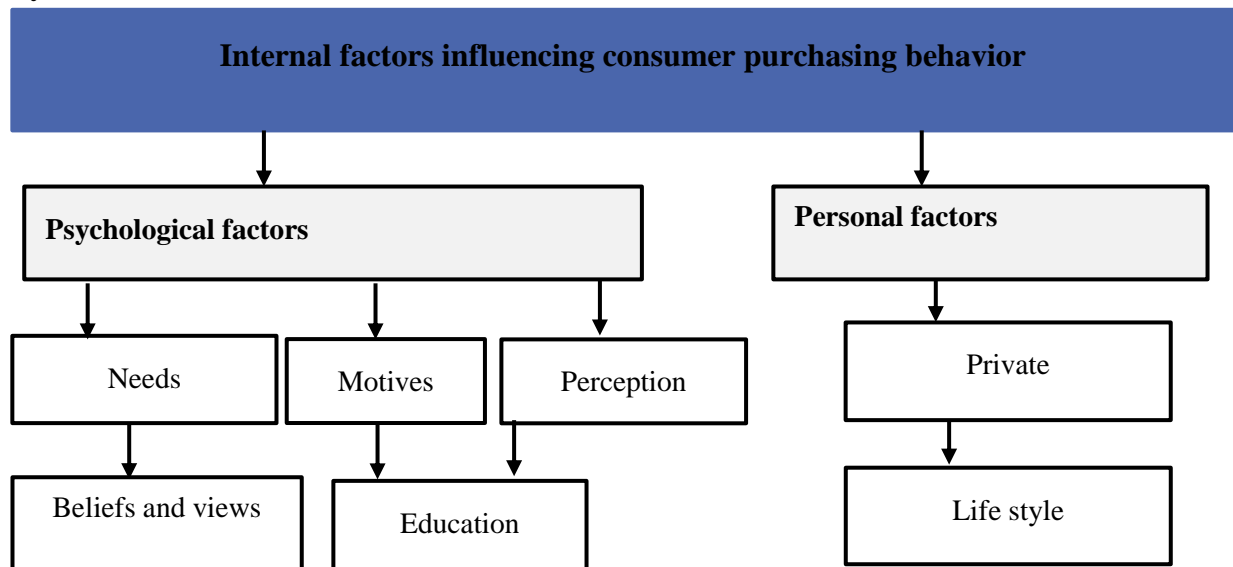 Internal factors influencing consumer purchasing behavior
Psychological factors
Personal factors
Needs
Motives
Perception
Private
Beliefs and views
Education
Life style